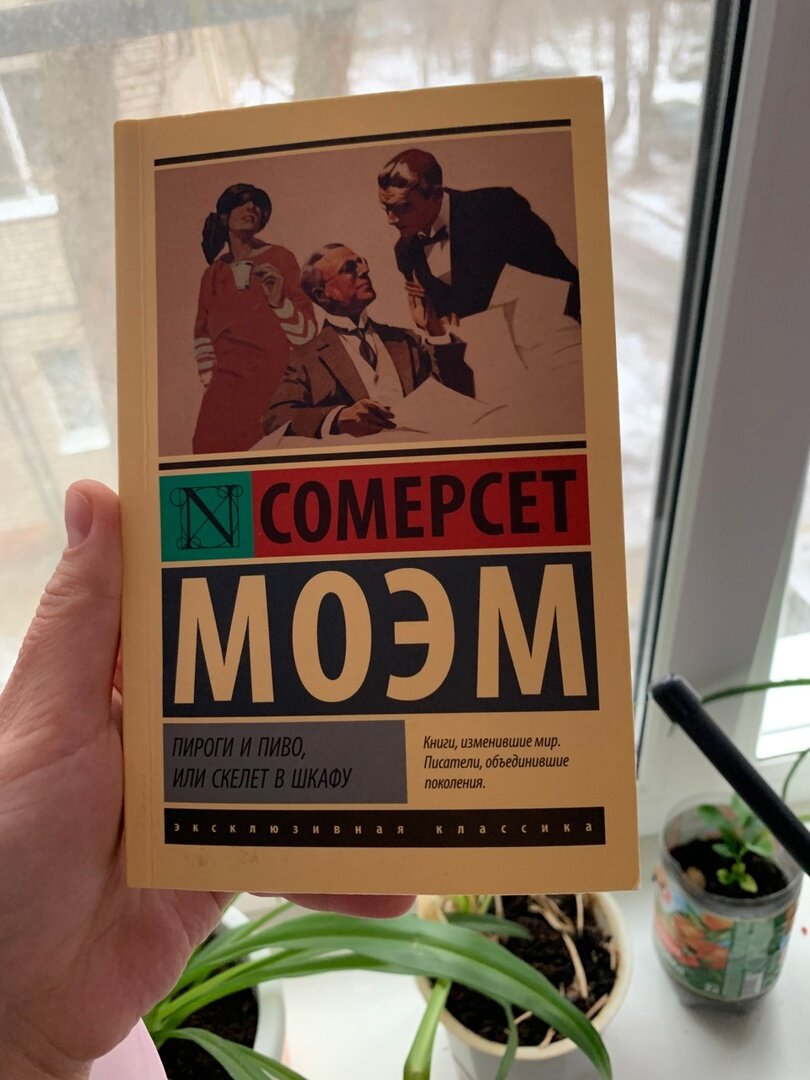 N СОМЕРСЕТ
МОЭМ
ПИРОГИ И ПИВО,
ИЛИ СКЕЛЕТ В ШКАФУ
Книги, изменившие мир.
Писатели, объединившие
поколения.
эксклюзивная классика